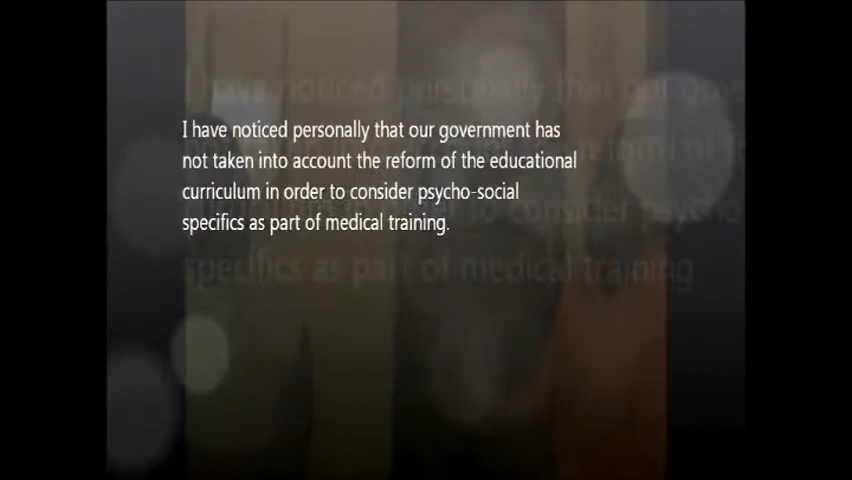 I have noticed personally that our government has
not taken into account the reform of the educational
curriculum in order to consider psycho-social
specifics as part of medical training.